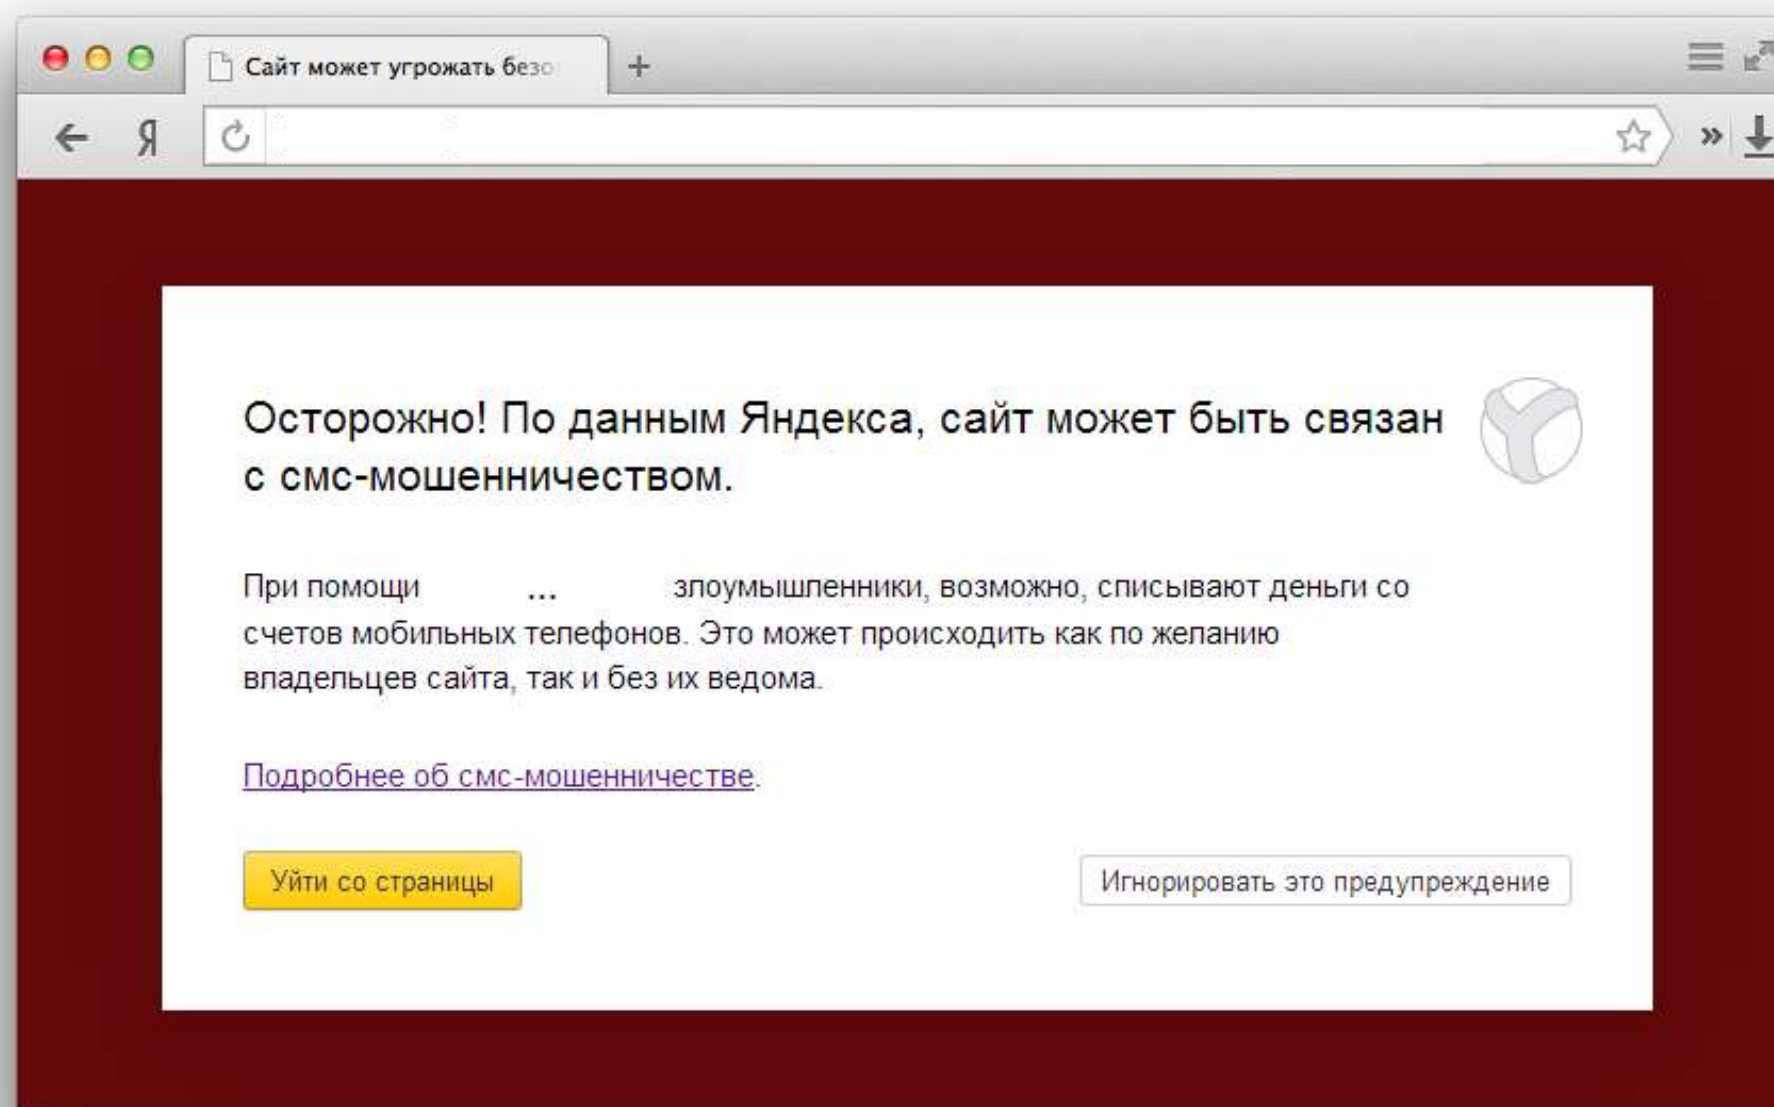 Сайт может угрожать безо
Я
Осторожно! По данным Яндекса, сайт может быть связан
с смс-мошенничеством.
При помощи ... злоумышленники, возможно, списывают деньги со
счетов мобильных телефонов. Это может происходить как по желанию
владельцев сайта, так и без их ведома.
Подробнее об смс-мошенничестве.
Уйти со страницы Игнорировать это предупреждение